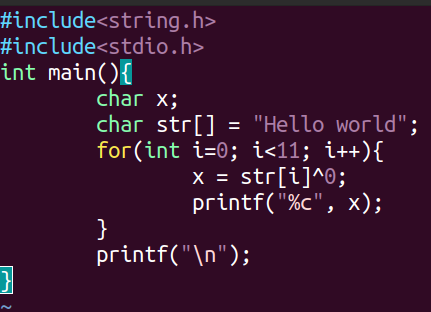 #include<string.h>
#include<stdio.h>
int main(){
        char x;
        char str[] = "Hello world";
        for(int i=0; i<11; i++){
                x = str[i]^0;
                printf("%c", x);
        }
        printf("\n");
}
~